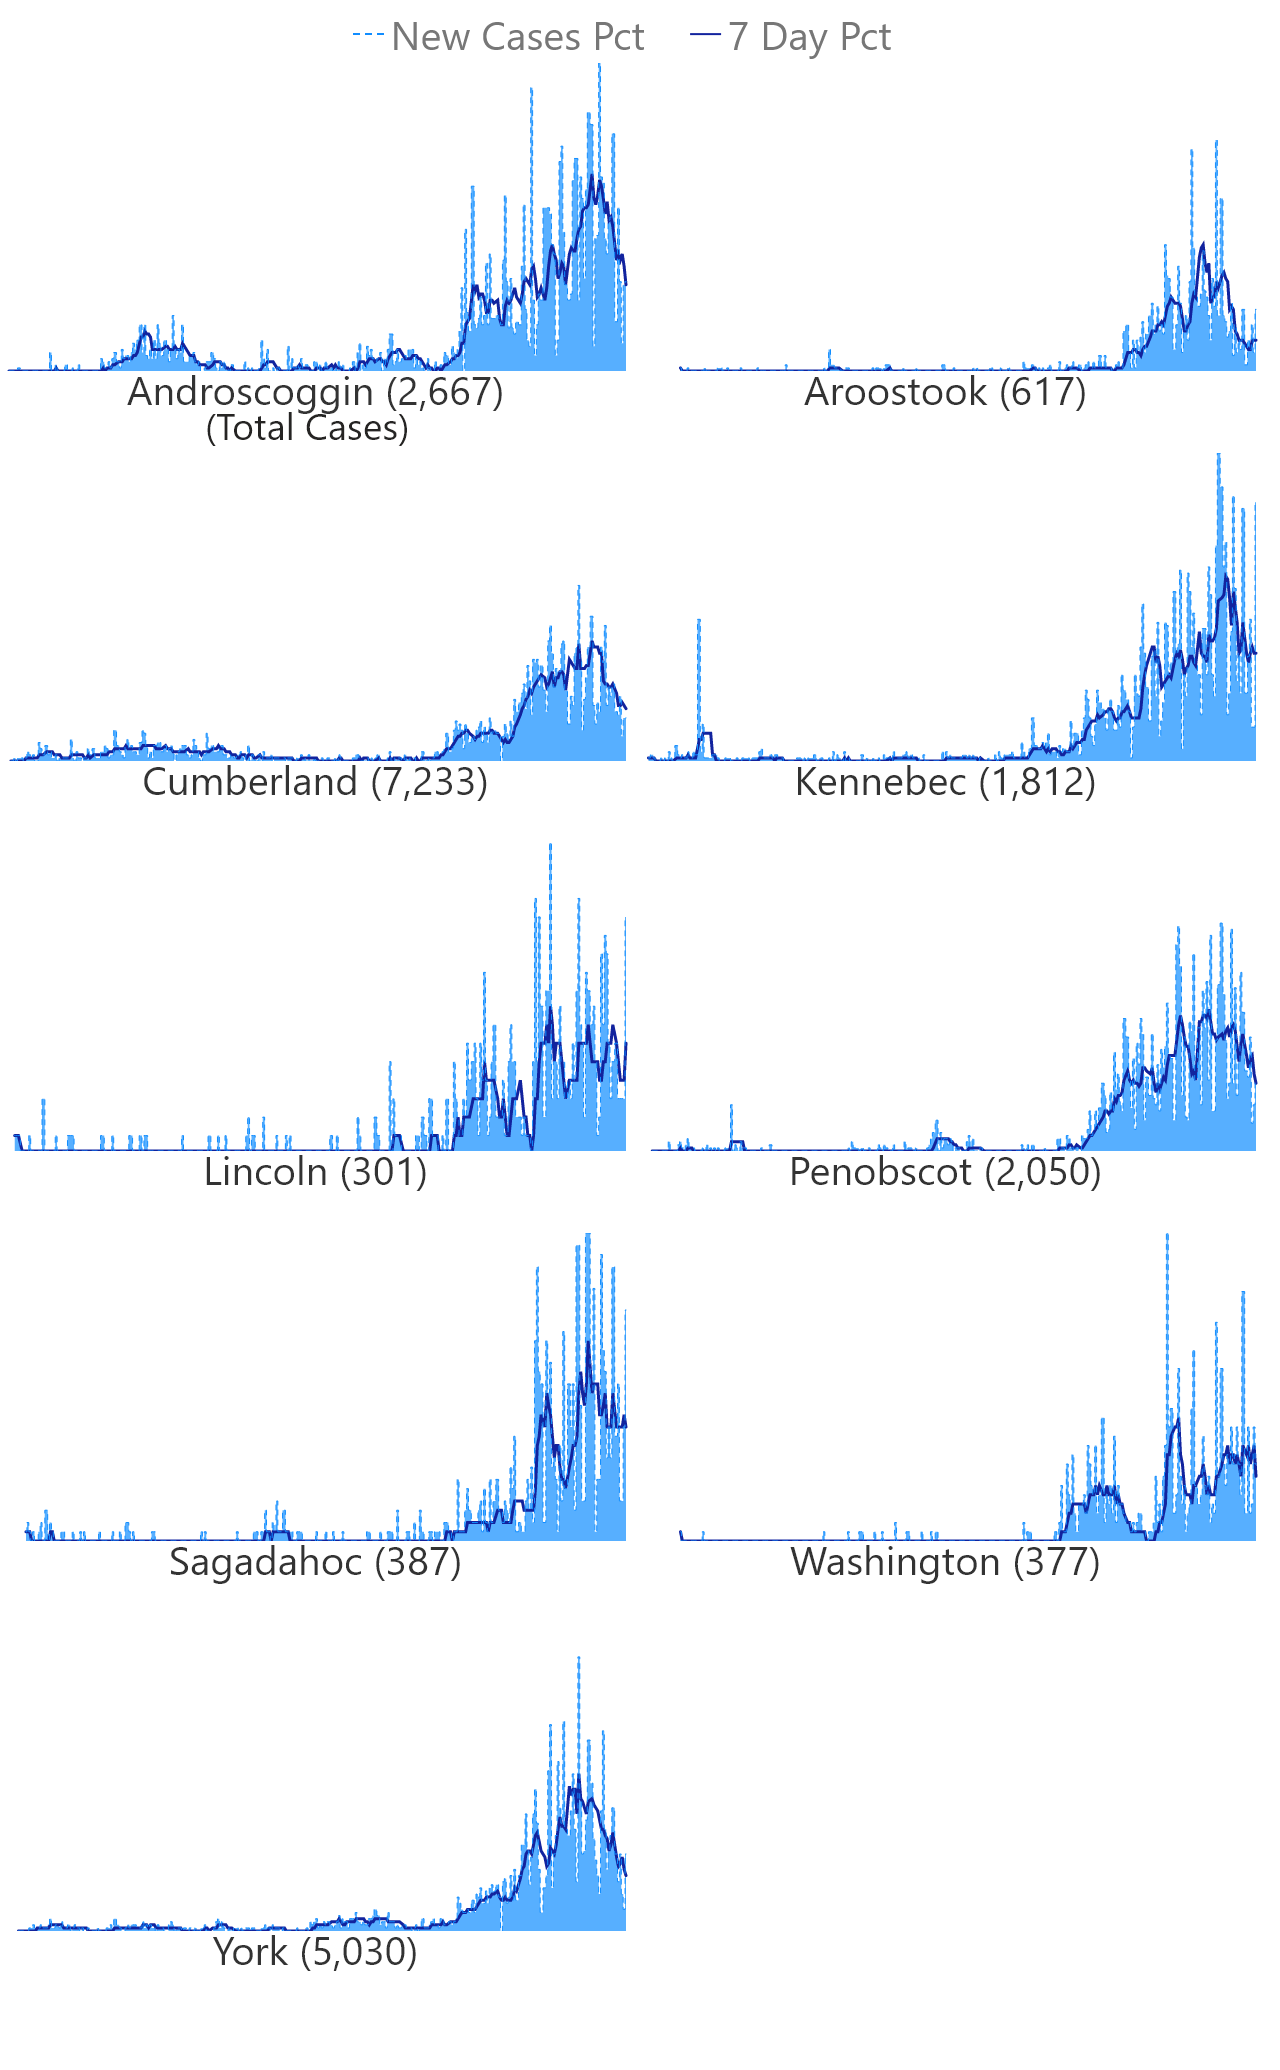 New Cases Pct 7 Day Pct
Androscoggin (2,667) Aroostook (617)
(Total Cases)
Cumberland (7,233) Kennebec (1,812)
Lincoln (301) Penobscot (2,050)
Sagadahoc (387) Washington (377)
York (5,030)